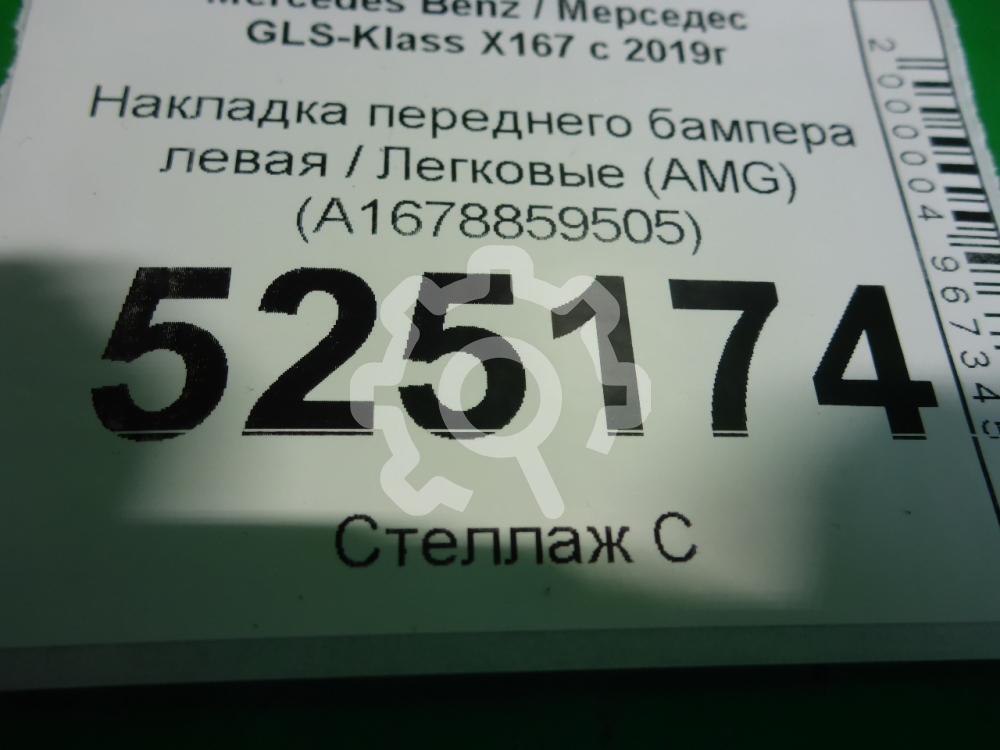 Mercedes Benz / Мерседес
GLS-Klass X167 с 2019г
Накладка переднего бампера
левая / Легковые (AMG)
(A1678859505)
525174
Стеллаж С
2000004967345